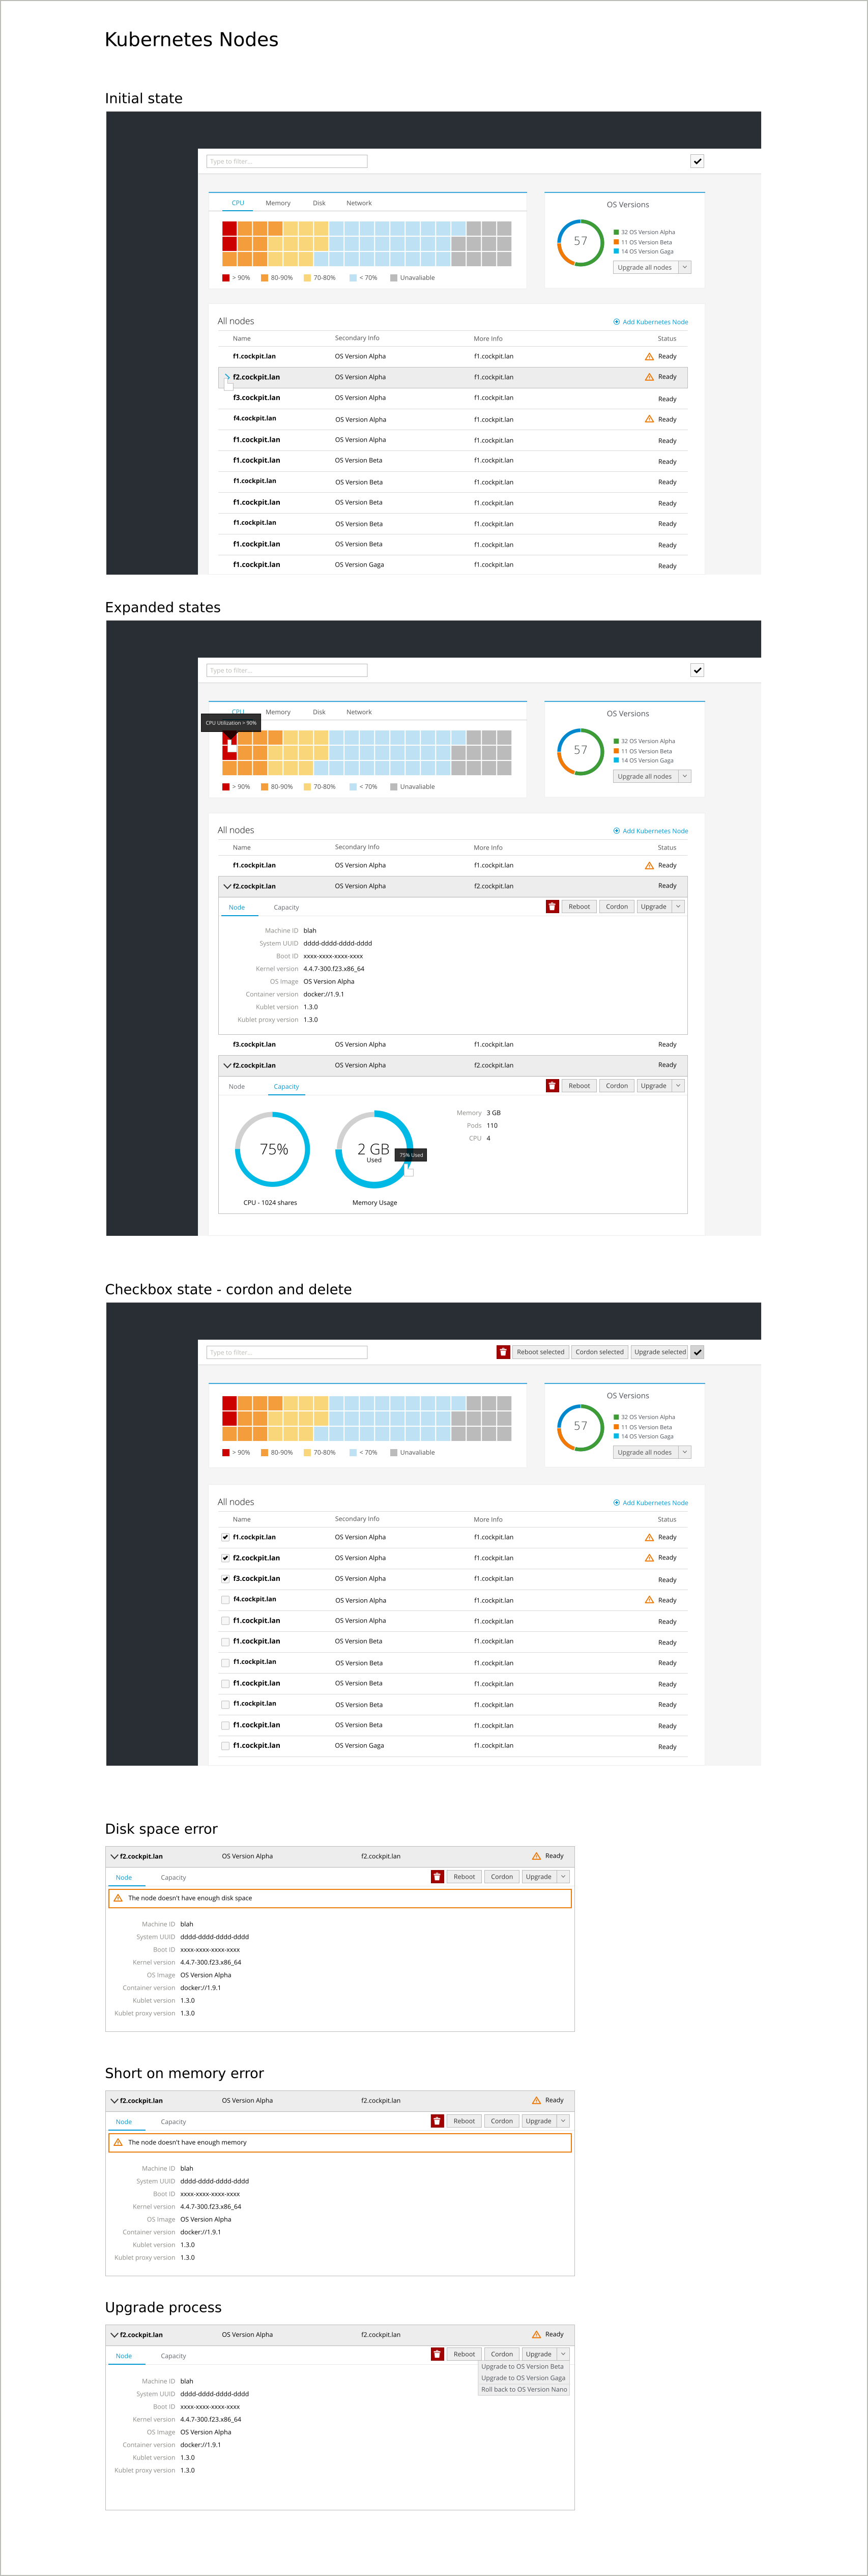 Kubernetes Nodes
Initial state
Type to filter...
CPU Memory Disk Network
> 90% 80-90% 70-80% < 70% Unavaliable
OS Versions
57
32 OS Version Alpha
11 OS Version Beta
14 OS Version Gaga
Upgrade all nodes
All nodes Add Kubernetes Node
Name Secondary Info More Info Status
f1.cockpit.lan OS Version Alpha f1.cockpit.lan Ready
f2.cockpit.lan OS Version Alpha f1.cockpit.lan Ready
f3.cockpit.lan OS Version Alpha f1.cockpit.lan Ready
f4.cockpit.lan OS Version Alpha f1.cockpit.lan Ready
f1.cockpit.lan OS Version Alpha f1.cockpit.lan Ready
f1.cockpit.lan OS Version Beta f1.cockpit.lan Ready
f1.cockpit.lan OS Version Beta f1.cockpit.lan Ready
f1.cockpit.lan OS Version Beta f1.cockpit.lan Ready
f1.cockpit.lan OS Version Beta f1.cockpit.lan Ready
f1.cockpit.lan OS Version Beta f1.cockpit.lan Ready
f1.cockpit.lan OS Version Gaga f1.cockpit.lan Ready
Expanded states
Type to filter...
CPU Memory Disk Network
CPU Utilization > 90%
> 90% 80-90% 70-80% < 70% Unavaliable
OS Versions
57
32 OS Version Alpha
11 OS Version Beta
14 OS Version Gaga
Upgrade all nodes
All nodes Add Kubernetes Node
Name Secondary Info More Info Status
f1.cockpit.lan OS Version Alpha f1.cockpit.lan Ready
f2.cockpit.lan OS Version Alpha f2.cockpit.lan Ready
Node Capacity Reboot Cordon Upgrade
Machine ID blah
System UUID dddd-dddd-dddd-dddd
Boot ID xxxx-xxxx-xxxx-xxxx
Kernel version 4.4.7-300.f23.x86_64
OS Image OS Version Alpha
Container version docker://1.9.1
Kublet version 1.3.0
Kublet proxy version 1.3.0
f3.cockpit.lan OS Version Alpha f1.cockpit.lan Ready
f2.cockpit.lan OS Version Alpha f2.cockpit.lan Ready
Node Capacity Reboot Cordon Upgrade
75%
CPU - 1024 shares
2 GB
Used
75% Used
Memory Usage
Memory 3 GB
Pods 110
CPU 4
Checkbox state - cordon and delete
Type to filter... Reboot selected Cordon selected Upgrade selected
> 90% 80-90% 70-80% < 70% Unavaliable
OS Versions
57
32 OS Version Alpha
11 OS Version Beta
14 OS Version Gaga
Upgrade all nodes
All nodes Add Kubernetes Node
Name Secondary Info More Info Status
f1.cockpit.lan OS Version Alpha f1.cockpit.lan Ready
f2.cockpit.lan OS Version Alpha f1.cockpit.lan Ready
f3.cockpit.lan OS Version Alpha f1.cockpit.lan Ready
f4.cockpit.lan OS Version Alpha f1.cockpit.lan Ready
f1.cockpit.lan OS Version Alpha f1.cockpit.lan Ready
f1.cockpit.lan OS Version Beta f1.cockpit.lan Ready
f1.cockpit.lan OS Version Beta f1.cockpit.lan Ready
f1.cockpit.lan OS Version Beta f1.cockpit.lan Ready
f1.cockpit.lan OS Version Beta f1.cockpit.lan Ready
f1.cockpit.lan OS Version Beta f1.cockpit.lan Ready
f1.cockpit.lan OS Version Gaga f1.cockpit.lan Ready
Disk space error
f2.cockpit.lan OS Version Alpha f2.cockpit.lan Ready
Node Capacity Reboot Cordon Upgrade
The node doesn't have enough disk space
Machine ID blah
System UUID dddd-dddd-dddd-dddd
Boot ID xxxx-xxxx-xxxx-xxxx
Kernel version 4.4.7-300.f23.x86_64
OS Image OS Version Alpha
Container version docker://1.9.1
Kublet version 1.3.0
Kublet proxy version 1.3.0
Short on memory error
f2.cockpit.lan OS Version Alpha f2.cockpit.lan Ready
Node Capacity Reboot Cordon Upgrade
The node doesn't have enough memory
Machine ID blah
System UUID dddd-dddd-dddd-dddd
Boot ID xxxx-xxxx-xxxx-xxxx
Kernel version 4.4.7-300.f23.x86_64
OS Image OS Version Alpha
Container version docker://1.9.1
Kublet version 1.3.0
Kublet proxy version 1.3.0
Upgrade process
f2.cockpit.lan OS Version Alpha f2.cockpit.lan Ready
Node Capacity Reboot Cordon Upgrade
Upgrade to OS Version Beta
Upgrade to OS Version Gaga
Roll back to OS Version Nano
Machine ID blah
System UUID dddd-dddd-dddd-dddd
Boot ID xxxx-xxxx-xxxx-xxxx
Kernel version 4.4.7-300.f23.x86_64
OS Image OS Version Alpha
Container version docker://1.9.1
Kublet version 1.3.0
Kublet proxy version 1.3.0